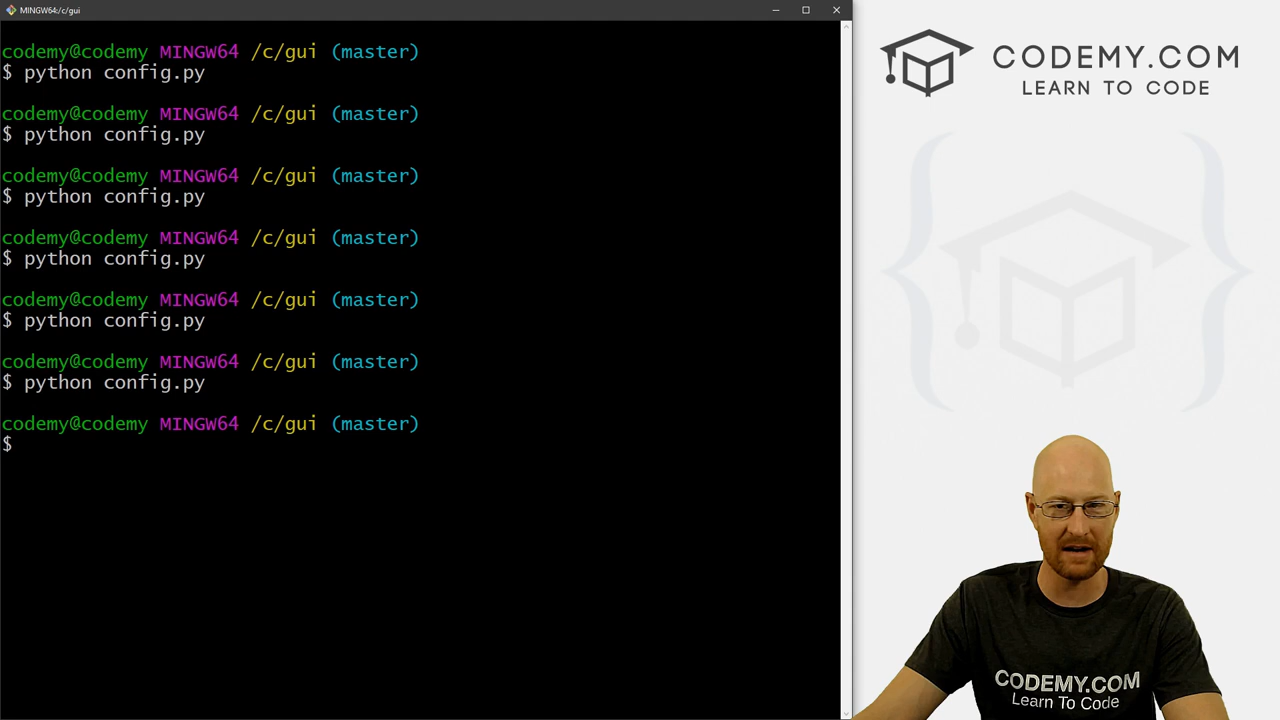 MINGW64:/c/gui
codemy@codemy MINGW64 /c/gui (master)
$ python config.py
codemy@codemy MINGW64 /c/gui (master)
$ python config.py
codemy@codemy MINGW64 /c/gui (master)
$ python config.py
codemy@codemy MINGW64 /c/gui (master)
$ python config.py
codemy@codemy MINGW64 /c/gui (master)
$ python config.py
codemy@codemy MINGW64 /c/gui (master)
$ python config.py
codemy@codemy MINGW64 /c/gui (master)
$
CODEMY.COM
LEARN TO CODE
CODEMY.COM
Learn To Code